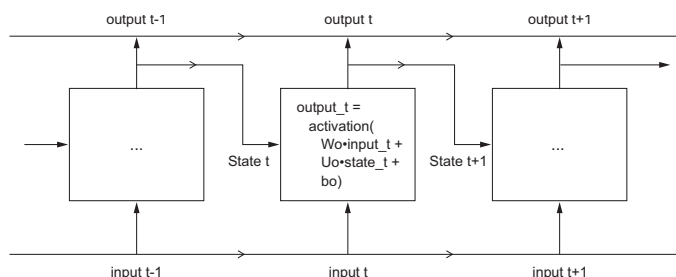 output t-1
output t
output t+1
...
output_t =
activation(
Wo•input_t +
Uo•state_t +
bo)
...
State t
State t+1
input t-1
input t
input t+1